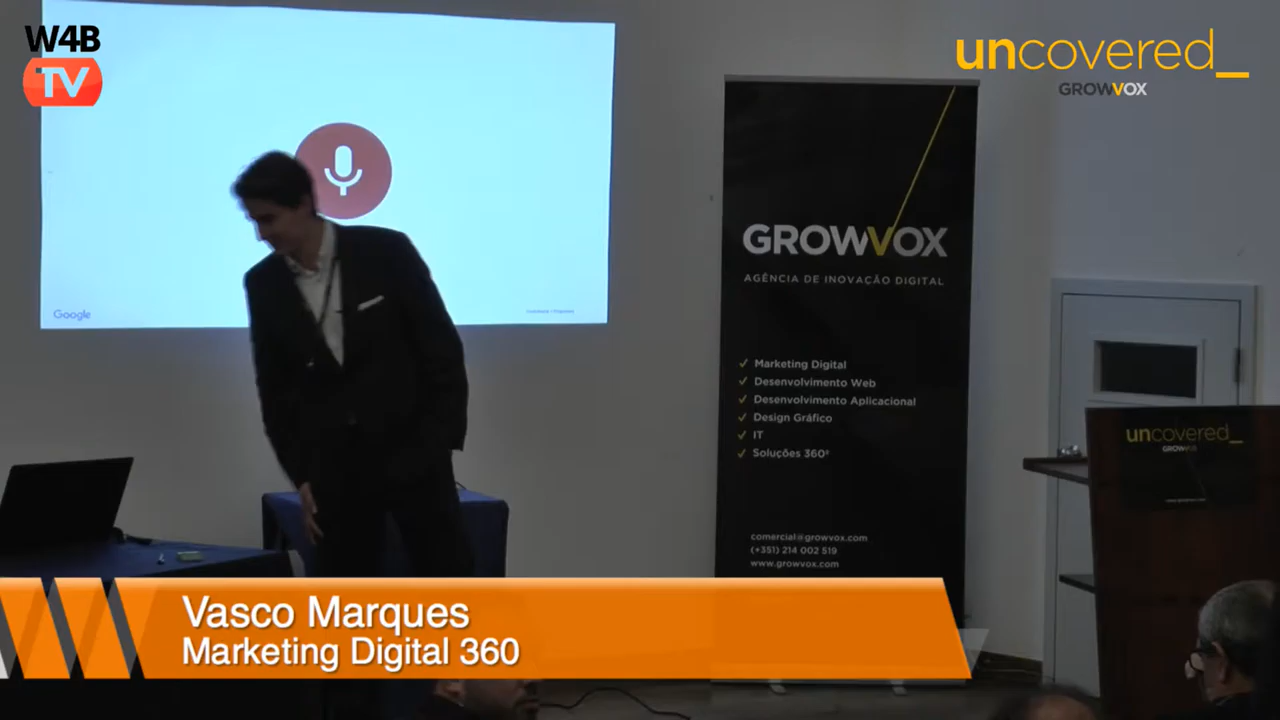 W4B
TV
uncovered_
GROWVOX
Google
GROWVOX
AGÊNCIA DE INOVAÇÃO DIGITAL
✓ Marketing Digital
✓ Desenvolvimento Web
✓ Desenvolvimento Aplicacional
✓ Design Gráfico
✓ IT
✓ Soluções 360º
comercial@growvox.com
(+351) 214 002 519
www.growvox.com
uncovered_
GROWVOX
Vasco Marques
Marketing Digital 360